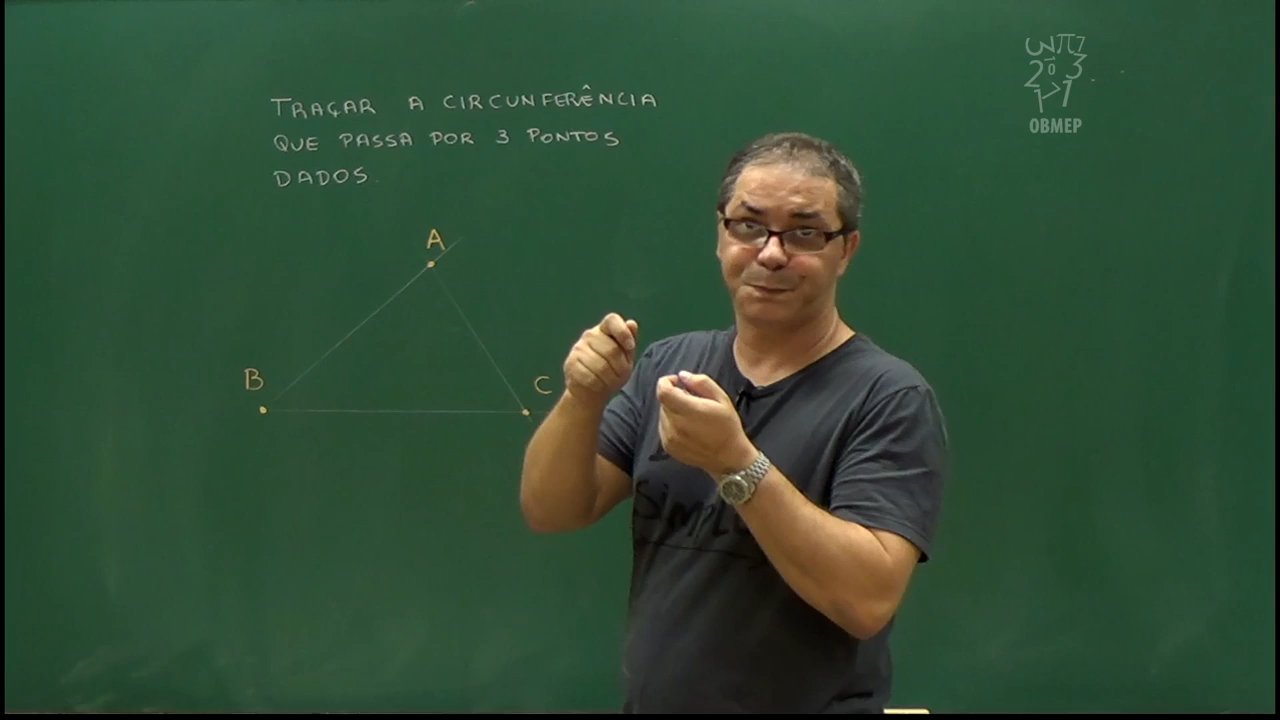 TRAÇAR A CIRCUNFERÊNCIA
QUE PASSA POR 3 PONTOS
DADOS.
A
B
C
OBMEP